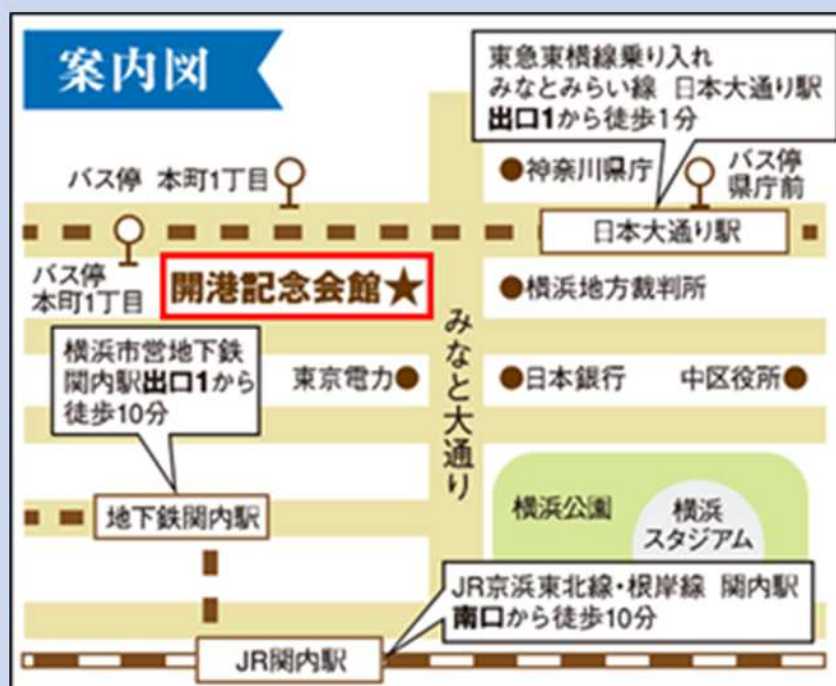 案内図
東急東横線乗り入れ
みなとみらい線 日本大通り駅
出口1から徒歩1分
バス停 本町1丁目
●神奈川県庁
バス停
県庁前
日本大通り駅
バス停
本町1丁目
開港記念会館★
●横浜地方裁判所
みなと大通り
横浜市営地下鉄
関内駅出口1から
徒歩10分
東京電力●
●日本銀行
中区役所●
地下鉄関内駅
横浜公園
横浜
スタジアム
JR京浜東北線・根岸線 関内駅
南口から徒歩10分
JR関内駅